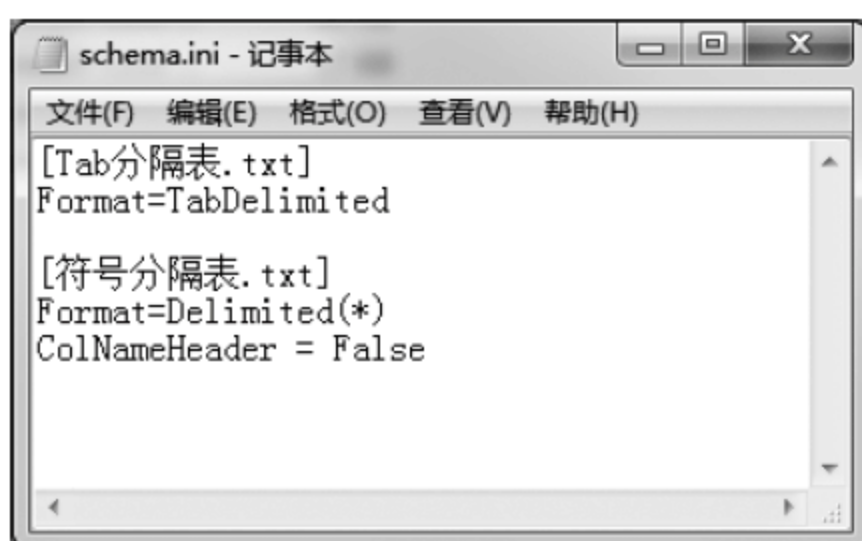 schema.ini - 记事本
文件(F) 编辑(E) 格式(O) 查看(V) 帮助(H)
[Tab分隔表.txt]
Format=TabDelimited
[符号分隔表.txt]
Format=Delimited(*)
ColNameHeader = False